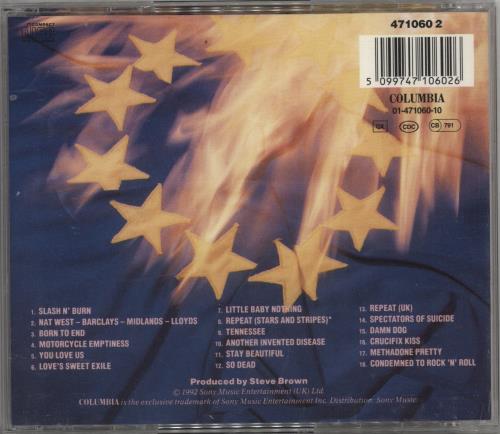 COMPACT
471060 2
5 099747 106026
COLUMBIA
01-471060-10
CDC
CB 791
1. SLASH N' BURN
2. NAT WEST – BARCLAYS – MIDLANDS – LLOYDS
3. BORN TO END
4. MOTORCYCLE EMPTINESS
5. YOU LOVE US
6. LOVE'S SWEET EXILE
7. LITTLE BABY NOTHING
8. REPEAT (STARS AND STRIPES)*
9. TENNESSEE
10. ANOTHER INVENTED DISEASE
11. STAY BEAUTIFUL
12. SO DEAD
13. REPEAT (UK)
14. SPECTATORS OF SUICIDE
15. DAMN DOG
16. CRUCIFIX KISS
17. METHADONE PRETTY
18. CONDEMNED TO ROCK 'N' ROLL
Produced by Steve Brown
© 1992 Sony Music Entertainment (UK) Ltd.
COLUMBIA is the exclusive trademark of Sony Music Entertainment Inc. Distribution: Sony Music